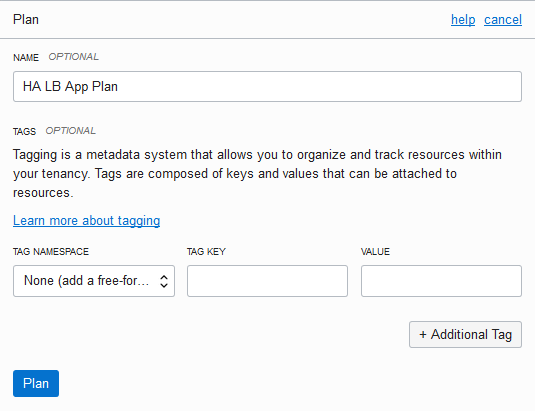 Plan help cancel
NAME OPTIONAL
HA LB App Plan
TAGS OPTIONAL
Tagging is a metadata system that allows you to organize and track resources within
your tenancy. Tags are composed of keys and values that can be attached to
resources.
Learn more about tagging
TAG NAMESPACE TAG KEY VALUE
None (add a free-for...
+ Additional Tag
Plan